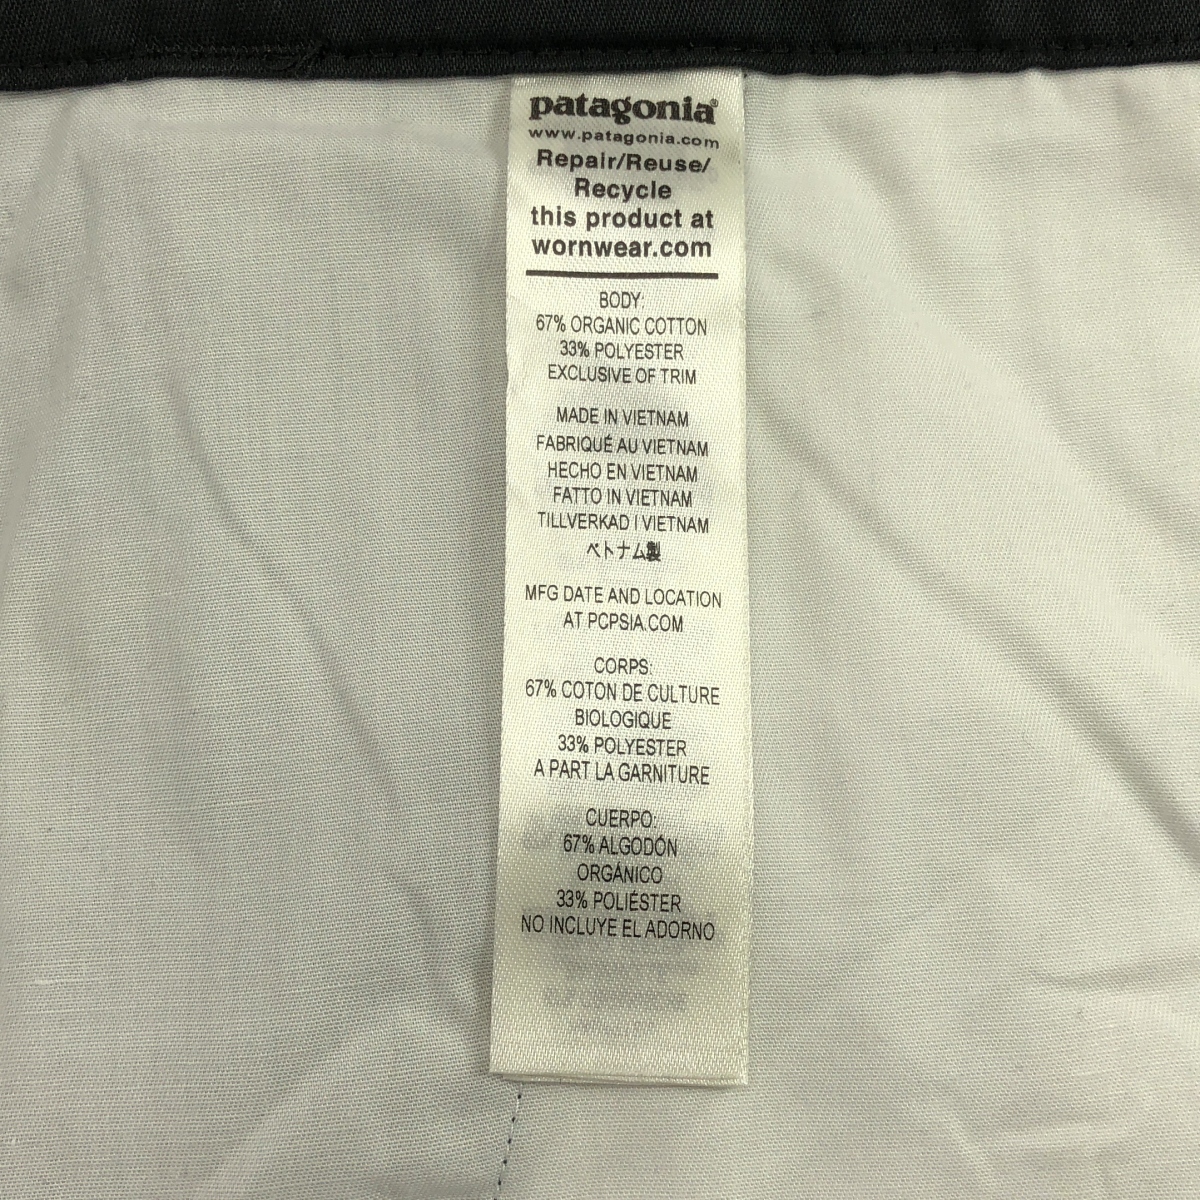 patagonia®
www.patagonia.com
Repair/Reuse/
Recycle
this product at
wornwear.com
BODY:
67% ORGANIC COTTON
33% POLYESTER
EXCLUSIVE OF TRIM
MADE IN VIETNAM
FABRIQUÉ AU VIETNAM
HECHO EN VIETNAM
FATTO IN VIETNAM
TILLVERKAD I VIETNAM
ベトナム製
MFG DATE AND LOCATION
AT PCPSIA.COM
CORPS:
67% COTON DE CULTURE
BIOLOGIQUE
33% POLYESTER
A PART LA GARNITURE
CUERPO:
67% ALGODÓN
ORGÁNICO
33% POLIÉSTER
NO INCLUYE EL ADORNO